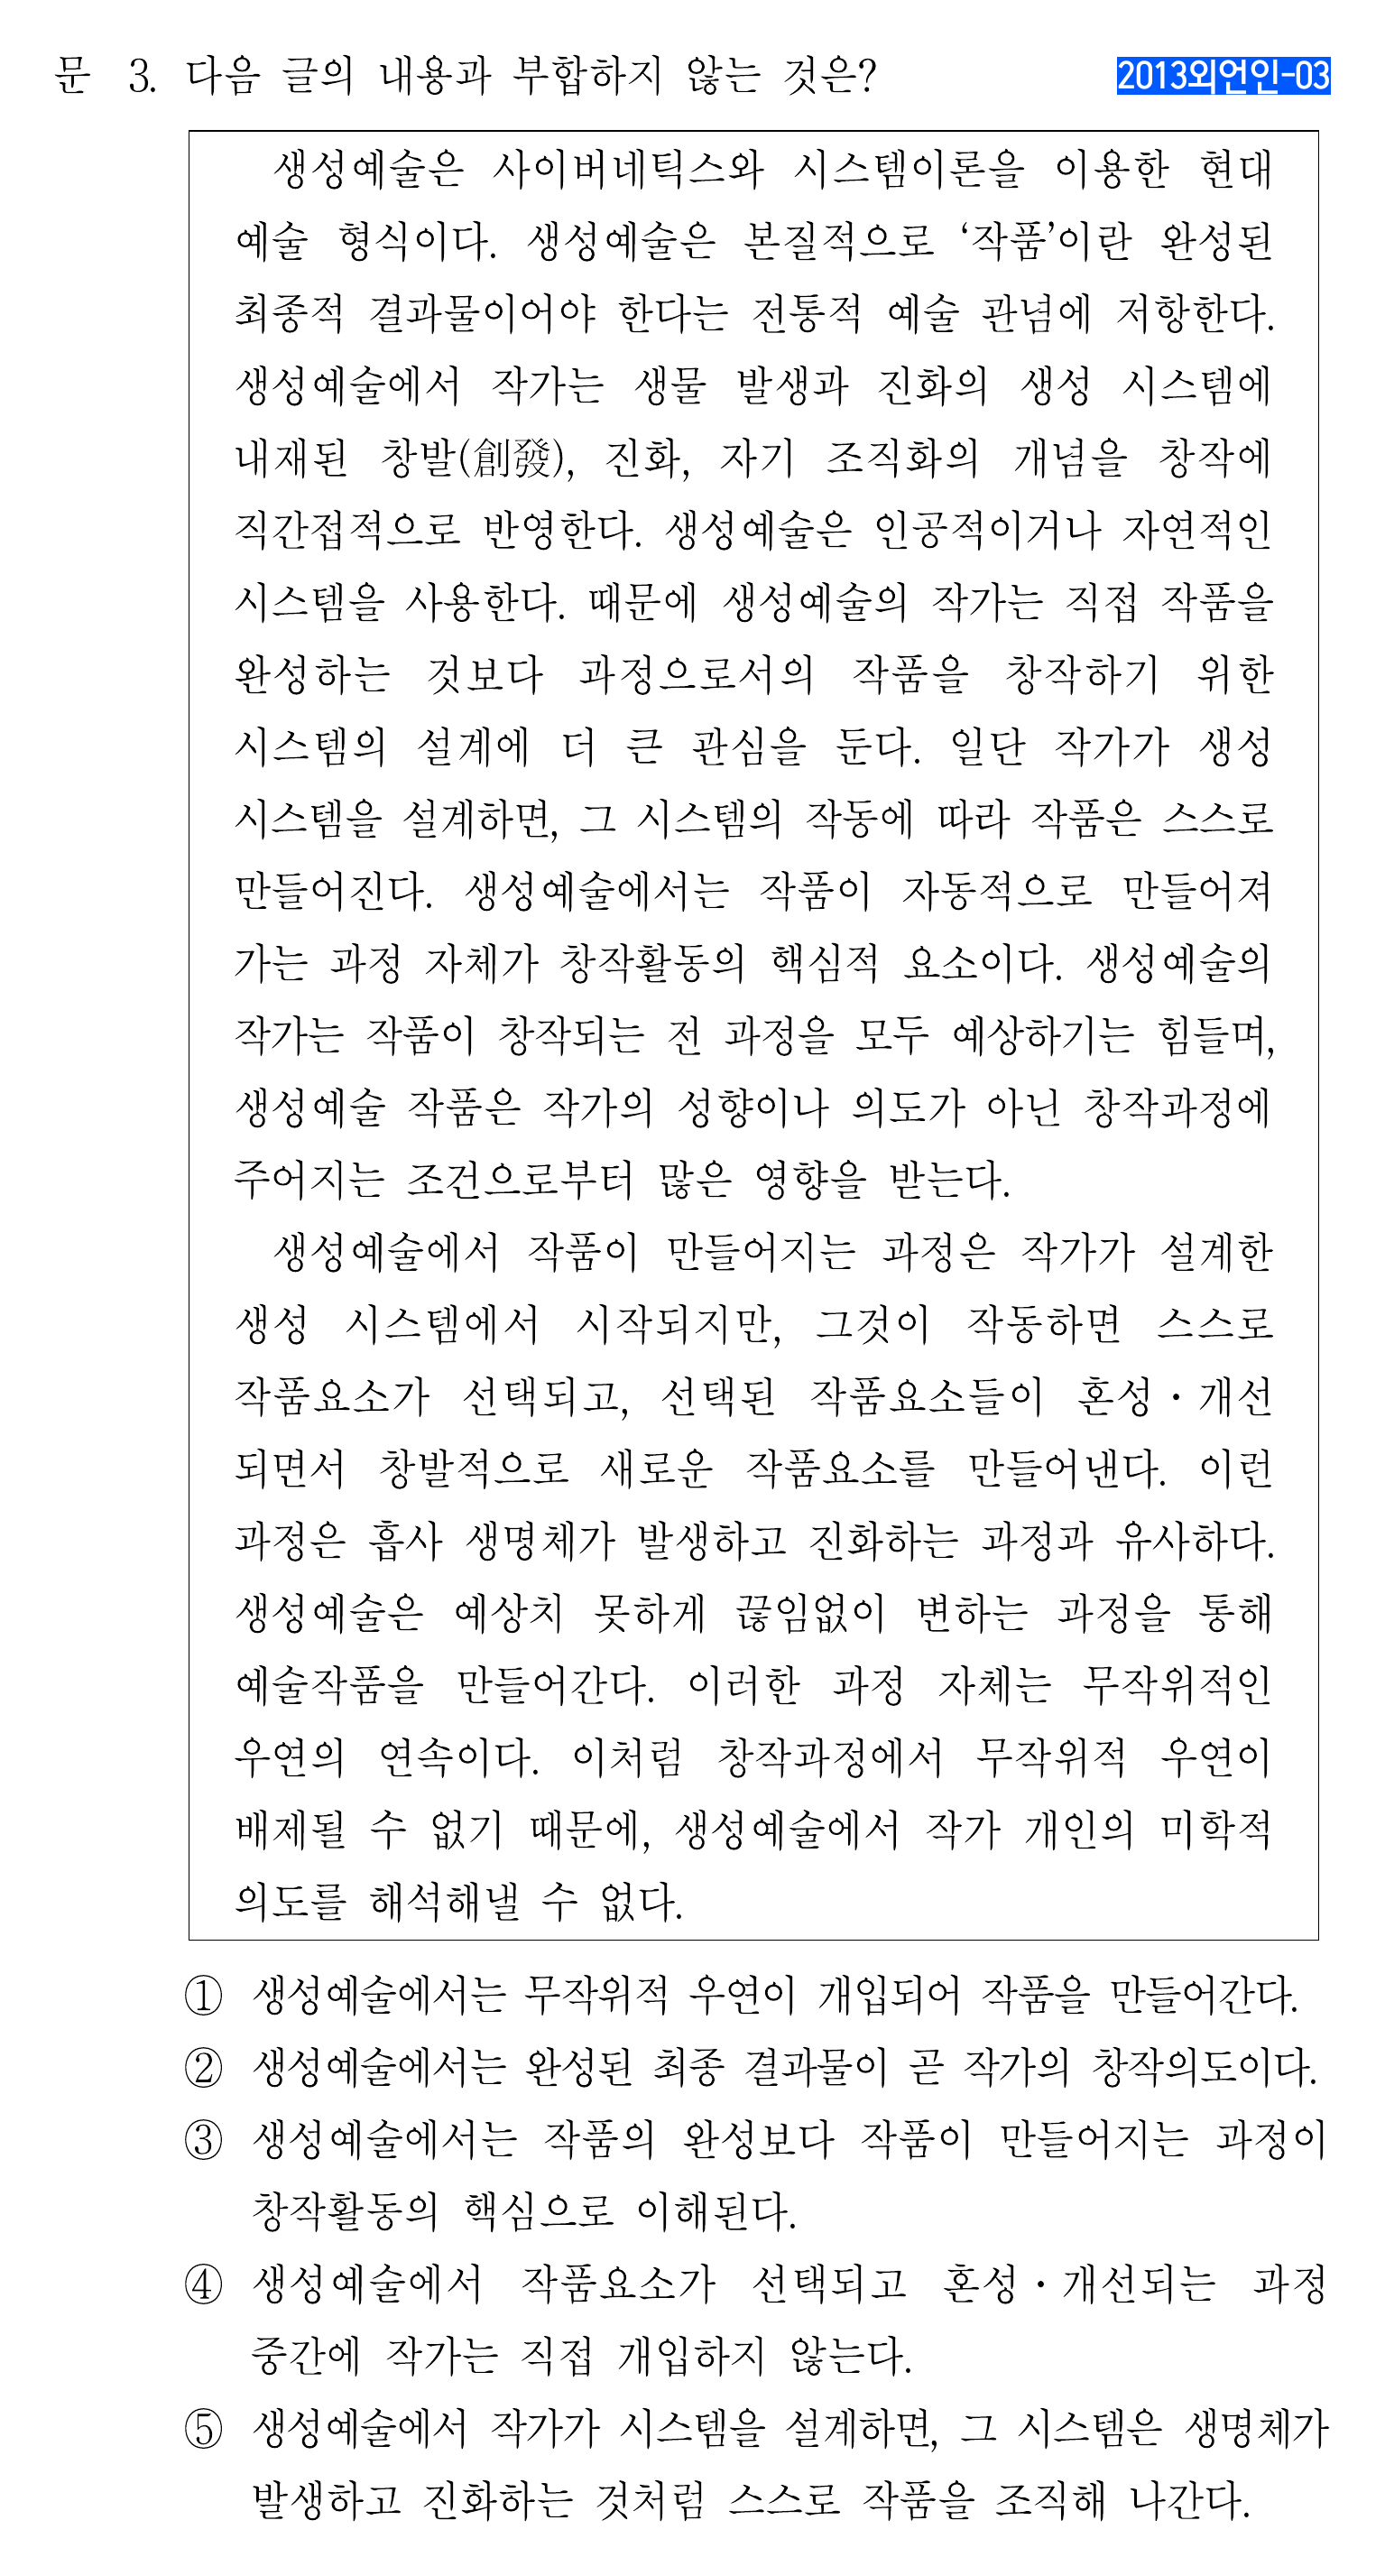 문 3. 다음 글의 내용과 부합하지 않는 것은?
2013외언인-03
생성예술은 사이버네틱스와 시스템이론을 이용한 현대
예술 형식이다. 생성예술은 본질적으로 ‘작품’이란 완성된
최종적 결과물이어야 한다는 전통적 예술 관념에 저항한다.
생성예술에서 작가는 생물 발생과 진화의 생성 시스템에
내재된 창발(創發), 진화, 자기 조직화의 개념을 창작에
직간접적으로 반영한다. 생성예술은 인공적이거나 자연적인
시스템을 사용한다. 때문에 생성예술의 작가는 직접 작품을
완성하는 것보다 과정으로서의 작품을 창작하기 위한
시스템의 설계에 더 큰 관심을 둔다. 일단 작가가 생성
시스템을 설계하면, 그 시스템의 작동에 따라 작품은 스스로
만들어진다. 생성예술에서는 작품이 자동적으로 만들어져
가는 과정 자체가 창작활동의 핵심적 요소이다. 생성예술의
작가는 작품이 창작되는 전 과정을 모두 예상하기는 힘들며,
생성예술 작품은 작가의 성향이나 의도가 아닌 창작과정에
주어지는 조건으로부터 많은 영향을 받는다.
생성예술에서 작품이 만들어지는 과정은 작가가 설계한
생성 시스템에서 시작되지만, 그것이 작동하면 스스로
작품요소가 선택되고, 선택된 작품요소들이 혼성・개선
되면서 창발적으로 새로운 작품요소를 만들어낸다. 이런
과정은 흡사 생명체가 발생하고 진화하는 과정과 유사하다.
생성예술은 예상치 못하게 끊임없이 변하는 과정을 통해
예술작품을 만들어간다. 이러한 과정 자체는 무작위적인
우연의 연속이다. 이처럼 창작과정에서 무작위적 우연이
배제될 수 없기 때문에, 생성예술에서 작가 개인의 미학적
의도를 해석해낼 수 없다.
① 생성예술에서는 무작위적 우연이 개입되어 작품을 만들어간다.
② 생성예술에서는 완성된 최종 결과물이 곧 작가의 창작의도이다.
③ 생성예술에서는 작품의 완성보다 작품이 만들어지는 과정이
창작활동의 핵심으로 이해된다.
④ 생성예술에서 작품요소가 선택되고 혼성・개선되는 과정
중간에 작가는 직접 개입하지 않는다.
⑤ 생성예술에서 작가가 시스템을 설계하면, 그 시스템은 생명체가
발생하고 진화하는 것처럼 스스로 작품을 조직해 나간다.